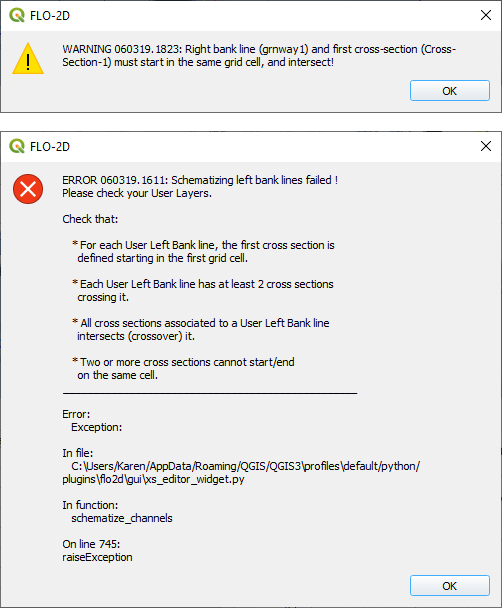 FLO-2D
WARNING 060319.1823: Right bank line (grnway1) and first cross-section (Cross-
Section-1) must start in the same grid cell, and intersect!
OK
FLO-2D
ERROR 060319.1611: Schematizing left bank lines failed !
Please check your User Layers.
Check that:
* For each User Left Bank line, the first cross section is
defined starting in the first grid cell.
* Each User Left Bank line has at least 2 cross sections
crossing it.
* All cross sections associated to a User Left Bank line
intersects (crossover) it.
* Two or more cross sections cannot start/end
on the same cell.
Error:
Exception:
In file:
C:\Users/Karen/AppData/Roaming/QGIS/QGIS3\profiles\default/python/
plugins\flo2d\gui\xs_editor_widget.py
In function:
schematize_channels
On line 745:
raiseException
OK